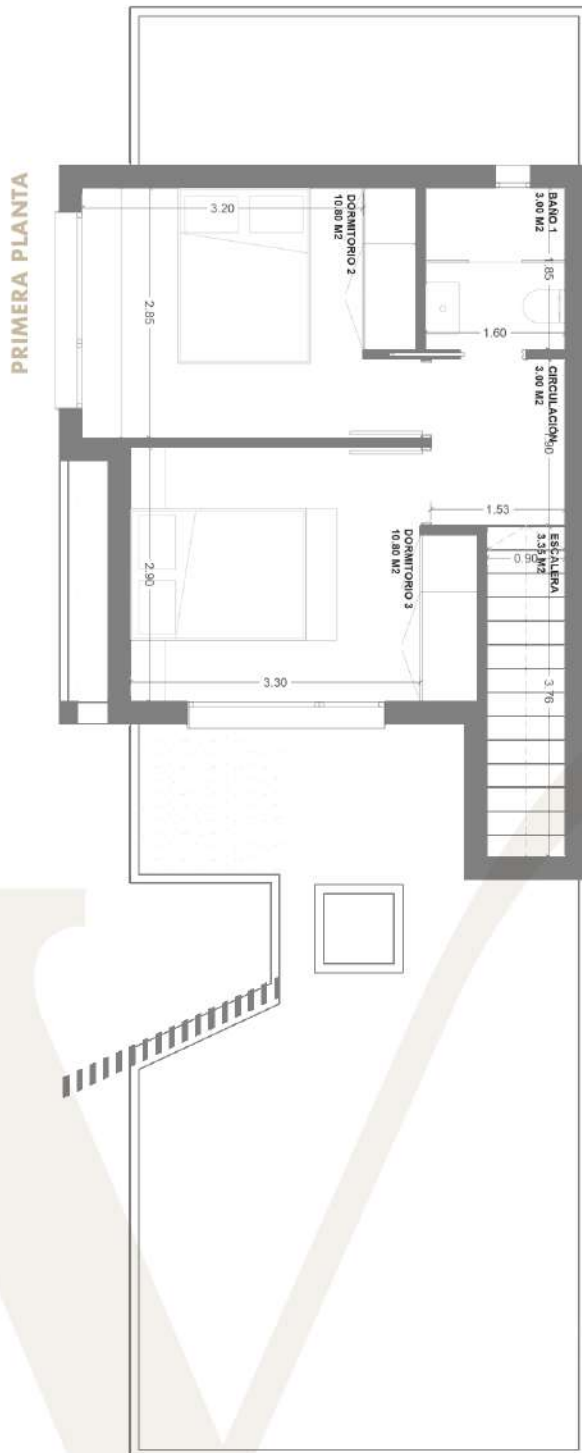 PRIMERA PLANTA
DORMITORIO 2
10.80 M2
3.20
2.85
BAÑO 1
3.00 M2
1.85
1.60
CIRCULACIÓN
3.00 M2
1.90
1.53
DORMITORIO 3
10.80 M2
2.90
3.30
ESCALERA
3.35 M2
0.90
3.76